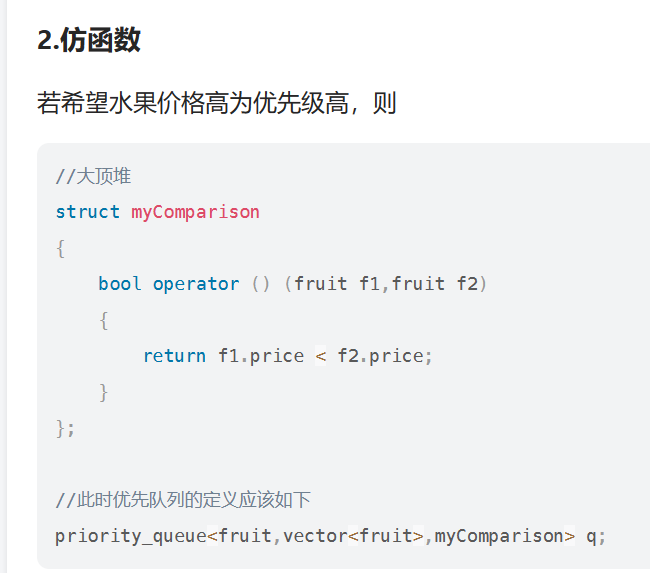 2.仿函数
若希望水果价格高为优先级高，则
//大顶堆
struct myComparison
{
    bool operator () (fruit f1,fruit f2)
    {
        return f1.price < f2.price;
    }
};
//此时优先队列的定义应该如下
priority_queue<fruit,vector<fruit>,myComparison> q;